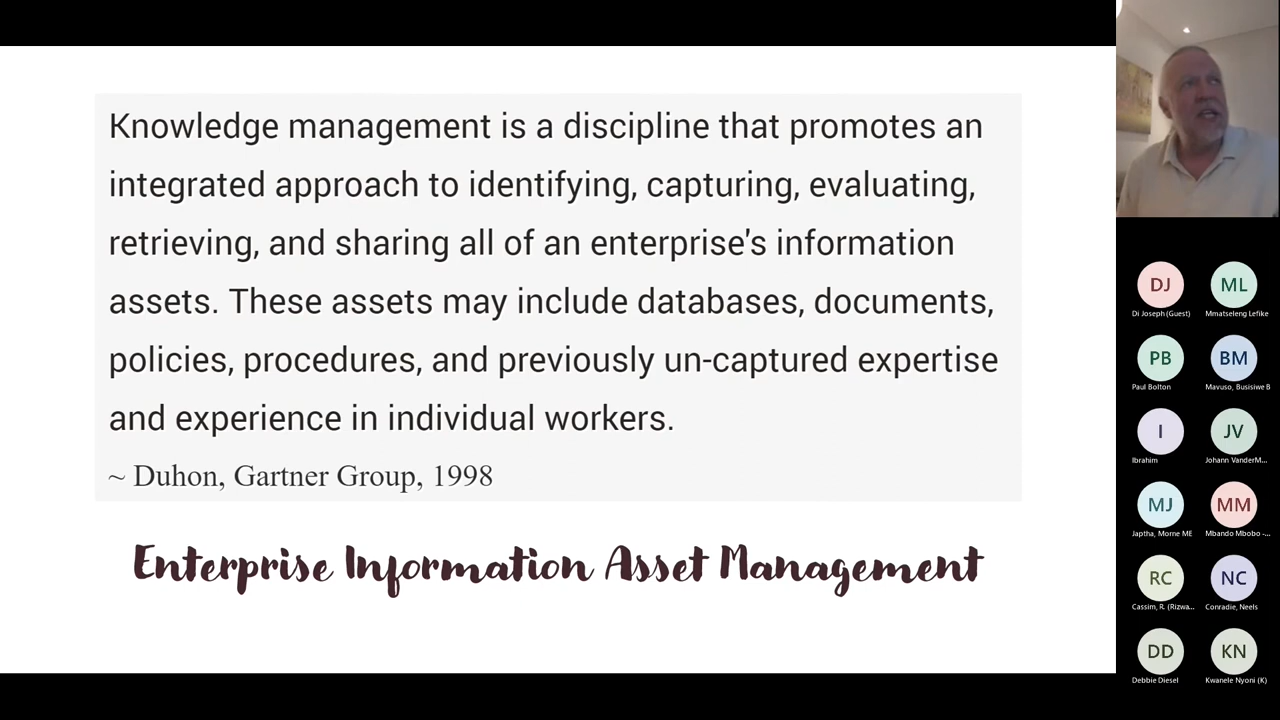 Knowledge management is a discipline that promotes an
integrated approach to identifying, capturing, evaluating,
retrieving, and sharing all of an enterprise's information
assets. These assets may include databases, documents,
policies, procedures, and previously un-captured expertise
and experience in individual workers.
~ Duhon, Gartner Group, 1998
Enterprise Information Asset Management
DJ ML
Di Joseph (Guest) Mmatseleng Lefike
PB BM
Paul Bolton Mavuso, Busisiwe B
I JV
Ibrahim Johann VanderM...
MJ MM
Japtha, Morne ME Mbando Mbobo -...
RC NC
Cassim, R. (Rizwa... Conradie, Neels
DD KN
Debbie Diesel Kwanele Nyoni (K)